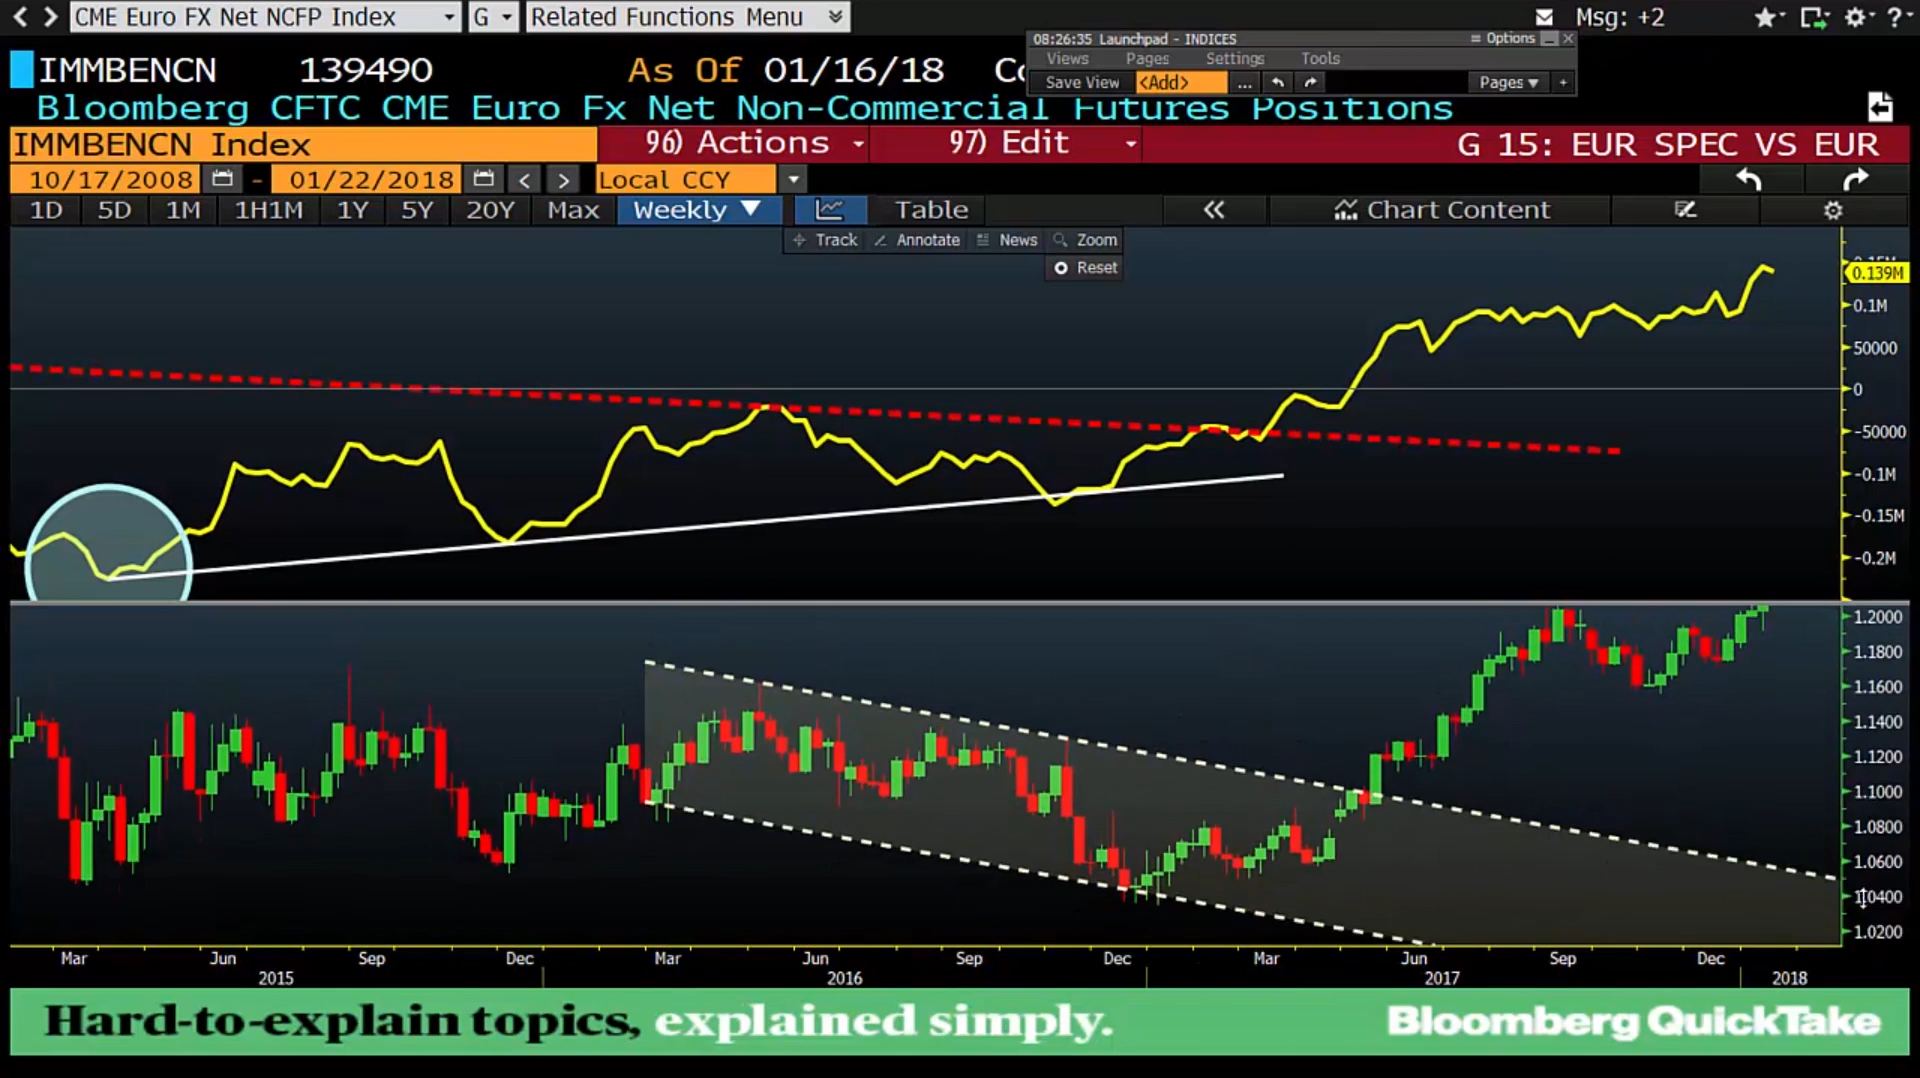 CME Euro FX Net NCFP Index
G
Related Functions Menu
Msg: +2
08:26:35 Launchpad - INDICES
Options
Views Pages Settings Tools
Save View <Add> ... Pages +
IMMBENCN 139490 As Of 01/16/18 Co
Bloomberg CFTC CME Euro Fx Net Non-Commercial Futures Positions
IMMBENCN Index 96) Actions 97) Edit G 15: EUR SPEC VS EUR
10/17/2008 - 01/22/2018 Local CCY
1D 5D 1M 1H1M 1Y 5Y 20Y Max Weekly Table Chart Content
Track Annotate News Zoom
Reset
0.139M
0.1M
50000
0
-50000
-0.1M
-0.15M
-0.2M
1.2000
1.1800
1.1600
1.1400
1.1200
1.1000
1.0800
1.0600
1.0400
1.0200
Mar Jun Sep Dec Mar Jun Sep Dec Mar Jun Sep Dec
2015 2016 2017 2018
Hard-to-explain topics, explained simply. Bloomberg QuickTake